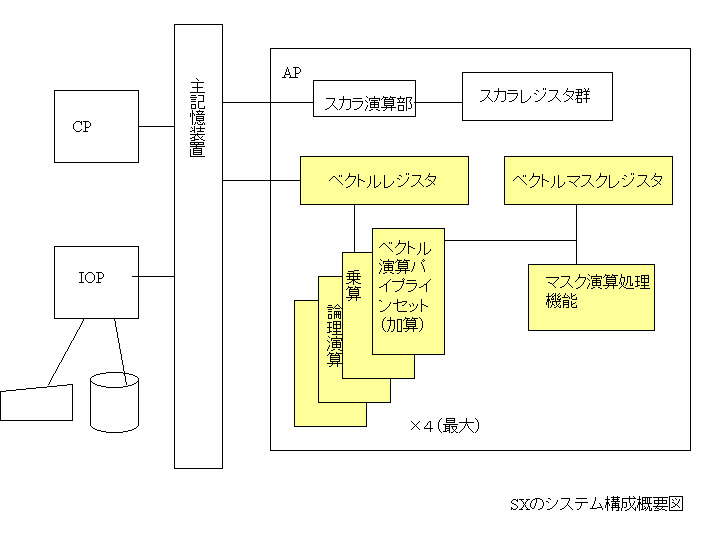 AP
主記憶装置
スカラ演算部
スカラレジスタ群
CP
ベクトルレジスタ
ベクトルマスクレジスタ
IOP
ベクトル
演算パ
イプライ
ンセット
(加算)
乗算
論理演算
マスク演算処理
機能
×4(最大)
SXのシステム構成概要図